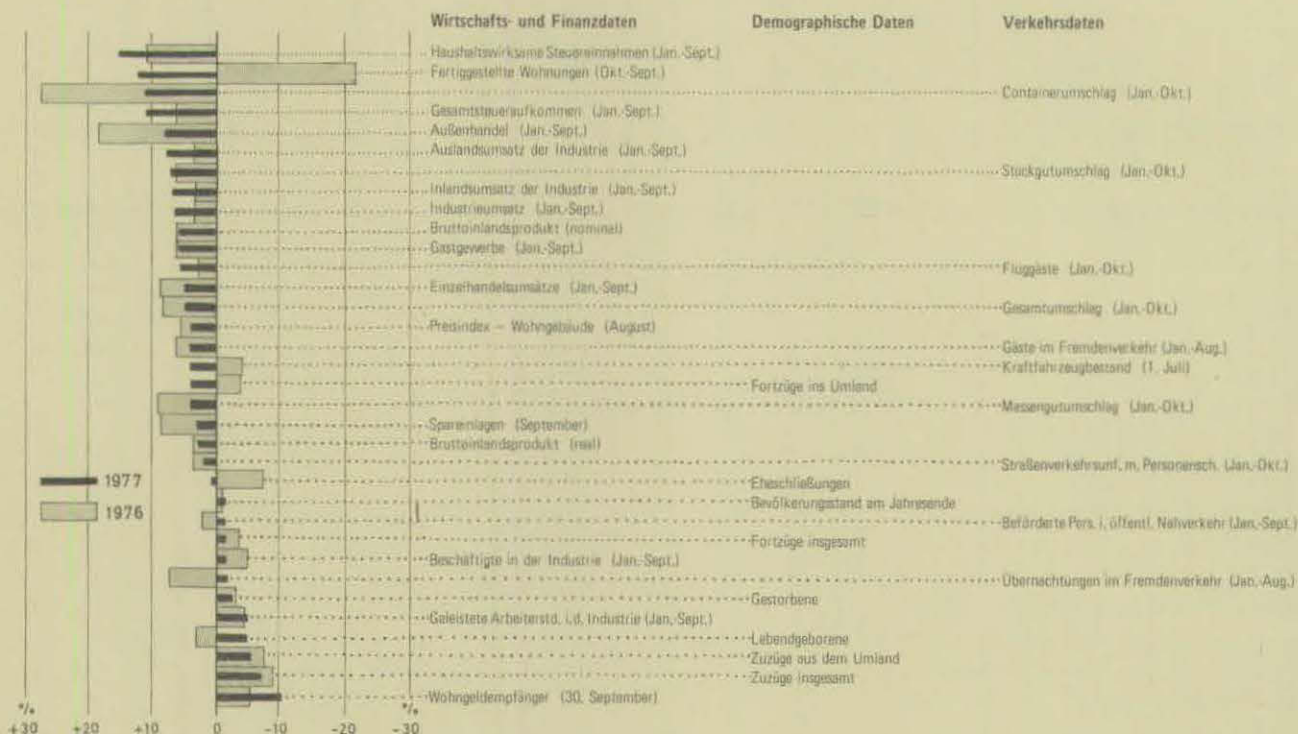 Wirtschafts- und Finanzdaten Demographische Daten Verkehrsdaten
Haushaltswirksame Steuereinnahmen (Jan.-Sept.)
Fertiggestellte Wohnungen (Okt.-Sept.)
Containerumschlag (Jan.-Okt.)
Gesamtsteueraufkommen (Jan.-Sept.)
Außenhandel (Jan.-Sept.)
Auslandsumsatz der Industrie (Jan.-Sept.)
Stückgutumschlag (Jan.-Okt.)
Inlandsumsatz der Industrie (Jan.-Sept.)
Industrieumsatz (Jan.-Sept.)
Bruttoinlandsprodukt (nominal)
Gastgewerbe (Jan.-Sept.)
Fluggäste (Jan.-Okt.)
Einzelhandelsumsätze (Jan.-Sept.)
Gesamtumschlag (Jan.-Okt.)
Preisindex – Wohngebäude (August)
Gäste im Fremdenverkehr (Jan.-Aug.)
Kraftfahrzeugbestand (1. Juli)
Fortzüge ins Umland
Massengutumschlag (Jan.-Okt.)
Spareinlagen (September)
Bruttoinlandsprodukt (real)
Straßenverkehrsunf. m. Personensch. (Jan.-Okt.)
1977
Eheschließungen
Bevölkerungsstand am Jahresende
1976
Beförderte Pers. i. öffentl. Nahverkehr (Jan.-Sept.)
Fortzüge insgesamt
Beschäftigte in der Industrie (Jan.-Sept.)
Übernachtungen im Fremdenverkehr (Jan.-Aug.)
Gestorbene
Geleistete Arbeiterstd. i.d. Industrie (Jan.-Sept.)
Lebendgeborene
Zuzüge aus dem Umland
Zuzüge insgesamt
Wohngeldempfänger (30. September)
% %
+30 +20 +10 0 -10 -20 -30